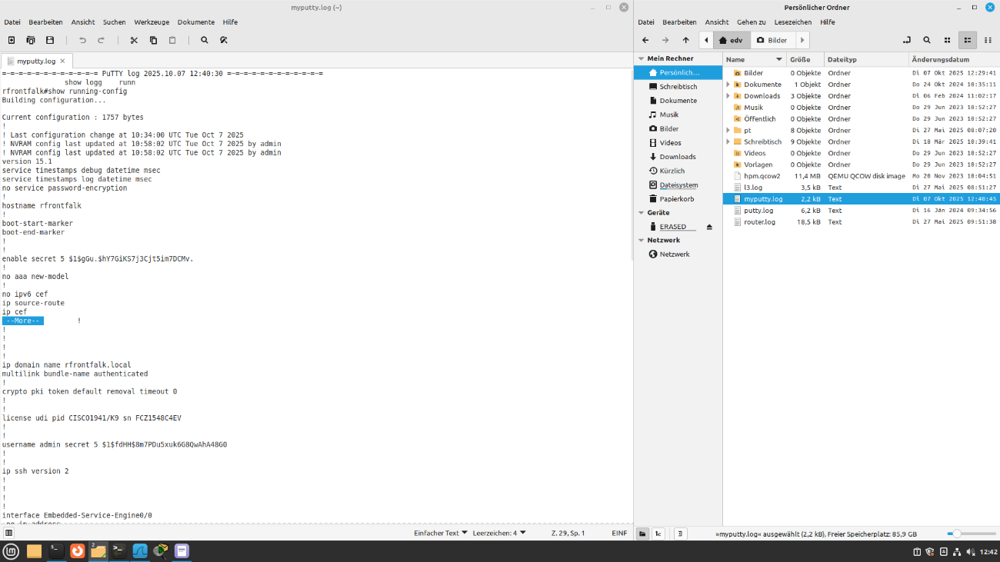 myputty.log (~)
Datei Bearbeiten Ansicht Suchen Werkzeuge Dokumente Hilfe
myputty.log
=~=~=~=~=~=~=~=~=~=~=~= PuTTY log 2025.10.07 12:40:30 =~=~=~=~=~=~=~=~=~=~=~=
show logg    runn
rfrontfalk#show running-config
Building configuration...
Current configuration : 1757 bytes
!
! Last configuration change at 10:34:00 UTC Tue Oct 7 2025
! NVRAM config last updated at 10:58:02 UTC Tue Oct 7 2025 by admin
! NVRAM config last updated at 10:58:02 UTC Tue Oct 7 2025 by admin
version 15.1
service timestamps debug datetime msec
service timestamps log datetime msec
no service password-encryption
!
hostname rfrontfalk
!
boot-start-marker
boot-end-marker
!
!
enable secret 5 $1$gGu.$hY7GiKS7j3Cjt5im7DCMv.
!
no aaa new-model
!
no ipv6 cef
ip source-route
ip cef
--More--         !
!
!
!
!
ip domain name rfrontfalk.local
multilink bundle-name authenticated
!
crypto pki token default removal timeout 0
!
!
license udi pid CISCO1941/K9 sn FCZ1548C4EV
!
!
username admin secret 5 $1$fdHH$8m7PDu5xuk6G8QwAhA48G0
!
!
ip ssh version 2
!
!
!
!
interface Embedded-Service-Engine0/0
no ip address
Einfacher Text Leerzeichen: 4 Z. 29, Sp. 1 EINF
Persönlicher Ordner
Datei Bearbeiten Ansicht Gehen zu Lesezeichen Hilfe
edv Bilder
Mein Rechner
Persönlich...
Schreibtisch
Dokumente
Musik
Bilder
Videos
Downloads
Kürzlich
Dateisystem
Papierkorb
Geräte
ERASED
Netzwerk
Netzwerk
Name Größe Dateityp Änderungsdatum
Bilder 0 Objekte Ordner Di 07 Okt 2025 12:29:41
Dokumente 1 Objekt Ordner Do 24 Okt 2024 10:35:11
Downloads 3 Objekte Ordner Di 06 Feb 2024 11:02:17
Musik 0 Objekte Ordner Do 29 Jun 2023 10:52:27
Öffentlich 0 Objekte Ordner Do 29 Jun 2023 10:52:27
pt 8 Objekte Ordner Di 27 Mai 2025 08:07:20
Schreibtisch 9 Objekte Ordner Di 18 Mär 2025 10:39:41
Videos 0 Objekte Ordner Do 29 Jun 2023 10:52:27
Vorlagen 0 Objekte Ordner Do 29 Jun 2023 10:52:27
hpm.qcow2 11,4 MB QEMU QCOW disk image Mo 20 Nov 2023 10:04:51
l3.log 3,5 kB Text Di 27 Mai 2025 08:51:27
myputty.log 2,2 kB Text Di 07 Okt 2025 12:40:45
putty.log 6,2 kB Text Di 16 Jän 2024 09:34:56
router.log 18,5 kB Text Di 27 Mai 2025 09:51:38
»myputty.log« ausgewählt (2,2 kB), Freier Speicherplatz: 85,9 GB
2
12:42